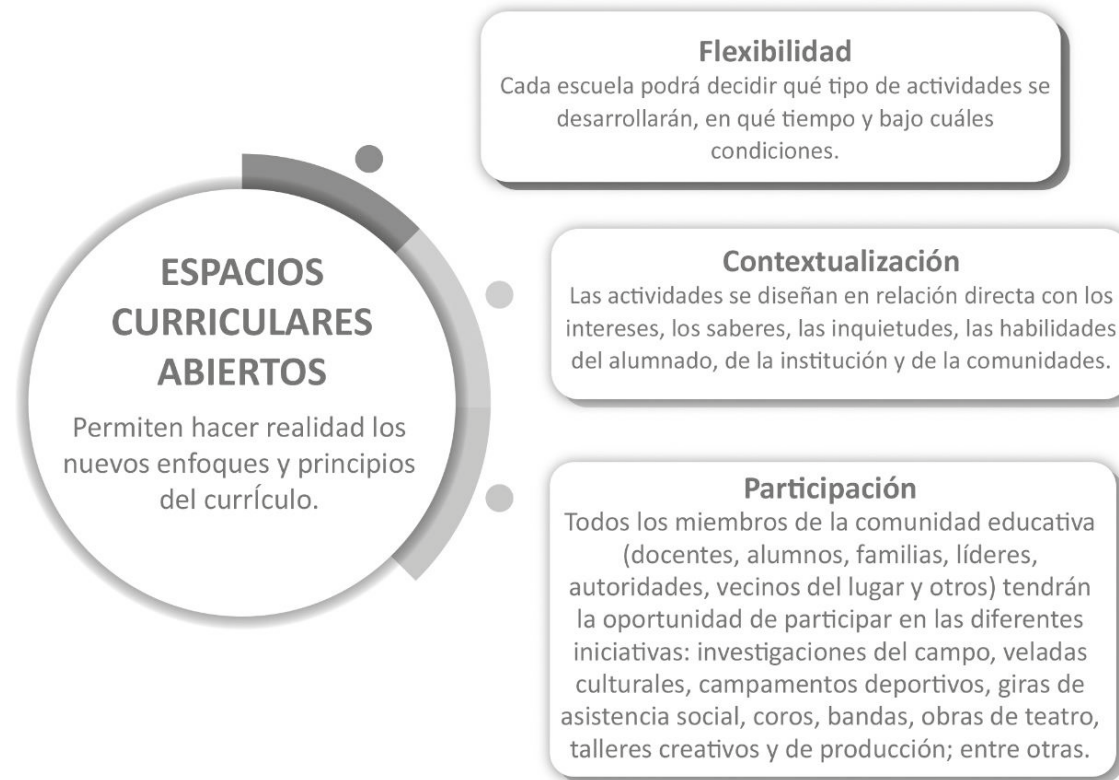 Flexibilidad
Cada escuela podrá decidir qué tipo de actividades se
desarrollarán, en qué tiempo y bajo cuáles
condiciones.
ESPACIOS
CURRICULARES
ABIERTOS
Permiten hacer realidad los
nuevos enfoques y principios
del currículo.
Contextualización
Las actividades se diseñan en relación directa con los
intereses, los saberes, las inquietudes, las habilidades
del alumnado, de la institución y de la comunidades.
Participación
Todos los miembros de la comunidad educativa
(docentes, alumnos, familias, líderes,
autoridades, vecinos del lugar y otros) tendrán
la oportunidad de participar en las diferentes
iniciativas: investigaciones del campo, veladas
culturales, campamentos deportivos, giras de
asistencia social, coros, bandas, obras de teatro,
talleres creativos y de producción; entre otras.